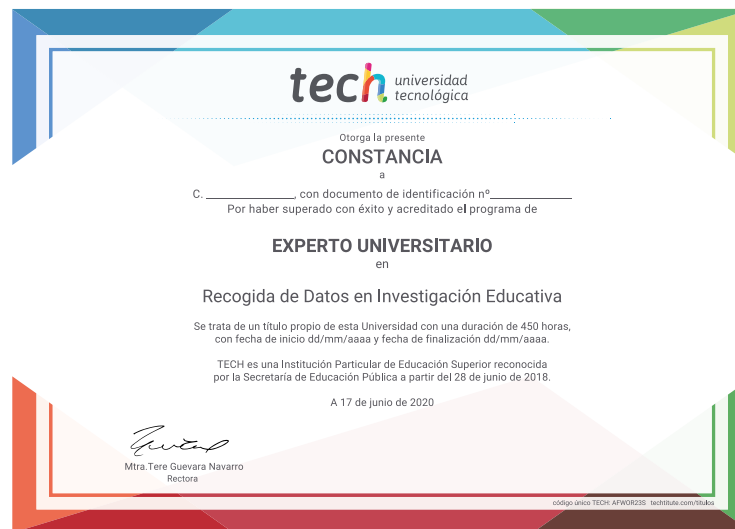 tech universidad
tecnológica
Otorga la presente
CONSTANCIA
a
C. ________________, con documento de identificación nº______________
Por haber superado con éxito y acreditado el programa de
EXPERTO UNIVERSITARIO
en
Recogida de Datos en Investigación Educativa
Se trata de un título propio de esta Universidad con una duración de 450 horas,
con fecha de inicio dd/mm/aaaa y fecha de finalización dd/mm/aaaa.
TECH es una Institución Particular de Educación Superior reconocida
por la Secretaría de Educación Pública a partir del 28 de junio de 2018.
A 17 de junio de 2020
Mtra.Tere Guevara Navarro
Rectora
código único TECH: AFWOR23S techtitute.com/titulos